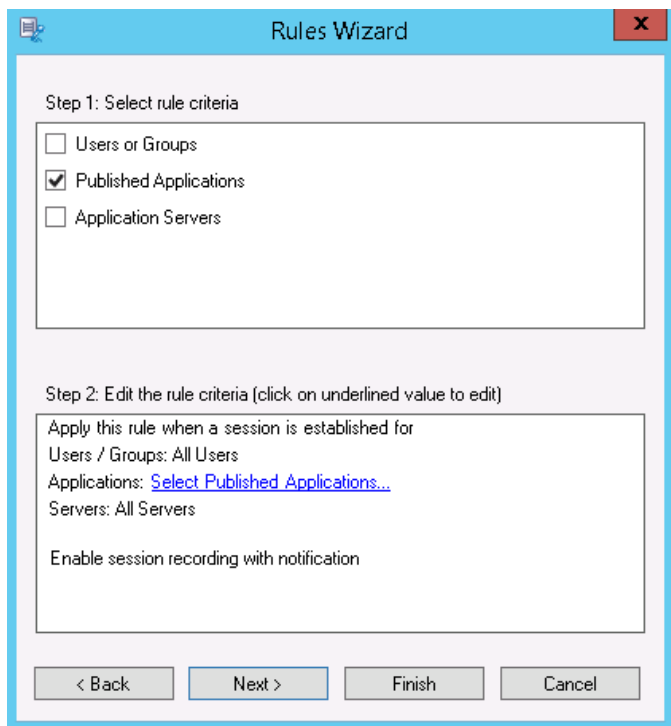 Rules Wizard
x
Step 1: Select rule criteria
Users or Groups
Published Applications
Application Servers
Step 2: Edit the rule criteria (click on underlined value to edit)
Apply this rule when a session is established for
Users / Groups: All Users
Applications: Select Published Applications...
Servers: All Servers
Enable session recording with notification
< Back Next > Finish Cancel